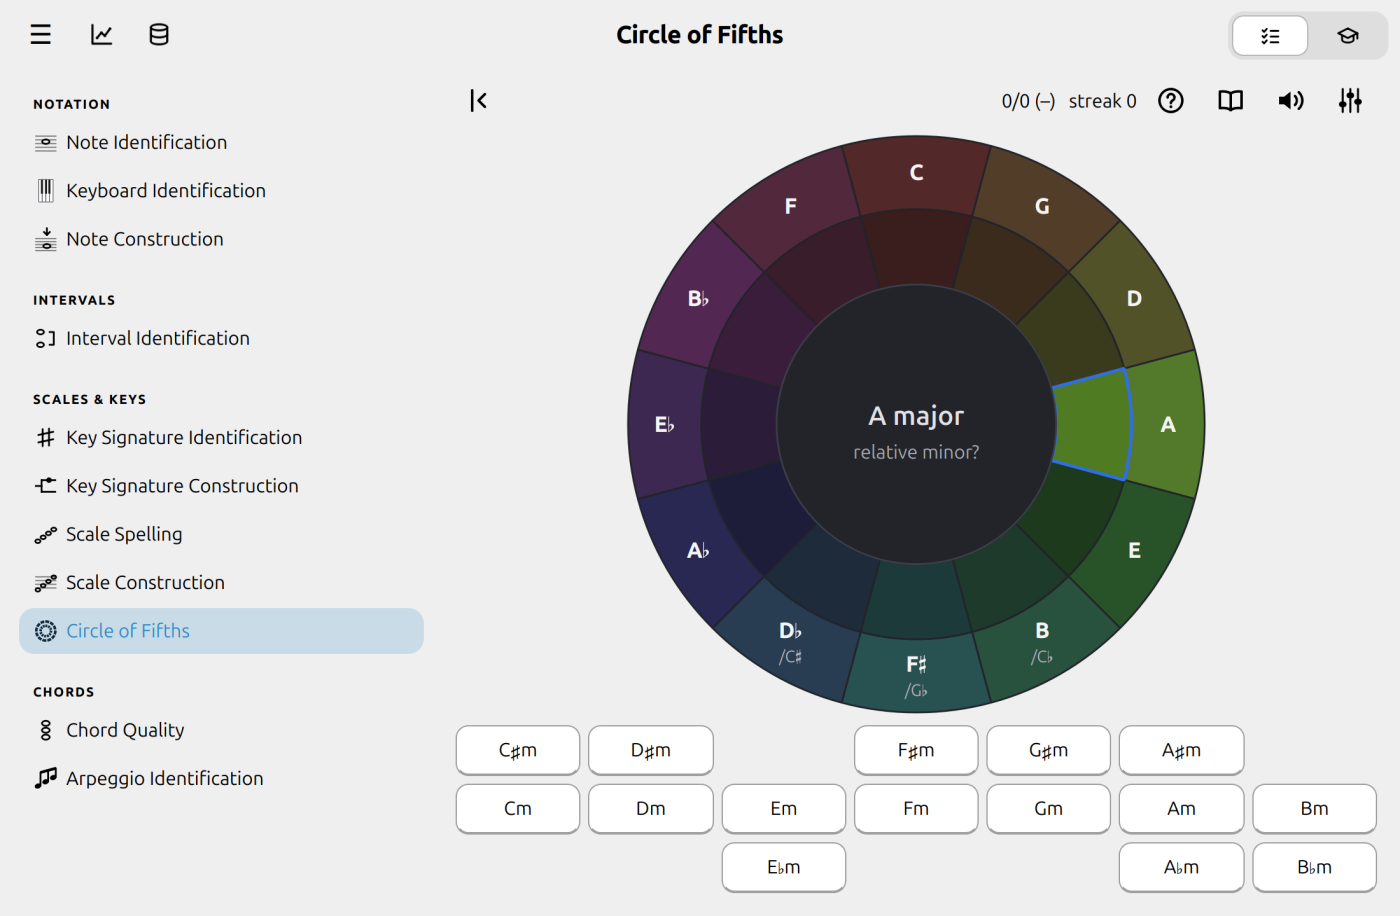 Circle of Fifths
NOTATION
Note Identification
Keyboard Identification
Note Construction
INTERVALS
Interval Identification
SCALES & KEYS
Key Signature Identification
Key Signature Construction
Scale Spelling
Scale Construction
Circle of Fifths
CHORDS
Chord Quality
Arpeggio Identification
0/0 (–) streak 0
C
G
D
A
E
B
/C♭
F♯
/G♭
D♭
/C♯
A♭
E♭
B♭
F
A major
relative minor?
C♯m D♯m F♯m G♯m A♯m
Cm Dm Em Fm Gm Am Bm
E♭m A♭m B♭m